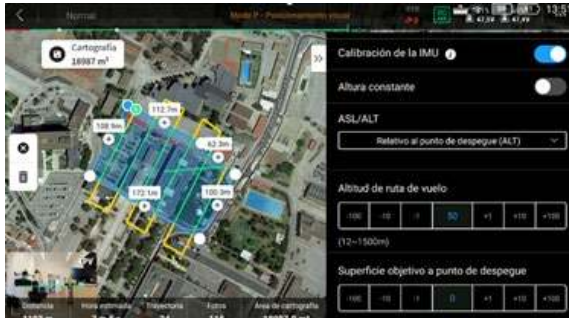 Normal
Modo P - Posicionamiento visual
13:51
Cartografía
18987 m²
112.7m
108.9m
62.3m
172.1m
100.3m
Distancia
Hora estimada
Trayectoria
Fotos
Área de cartografía
Calibración de la IMU
Altura constante
ASL/ALT
Relativo al punto de despegue (ALT)
Altitud de ruta de vuelo
-100 -10 -1 50 +1 +10 +100
(12~1500m)
Superficie objetivo a punto de despegue
-100 -10 -1 0 +1 +10 +100